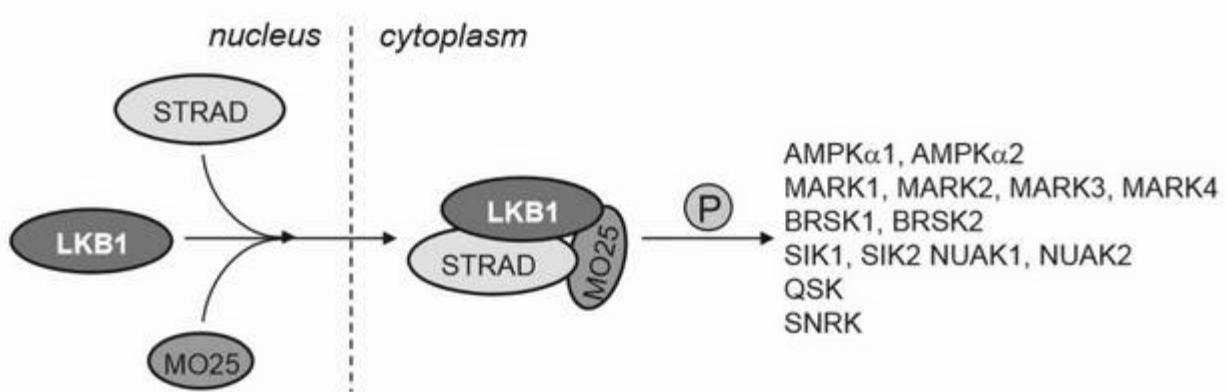 nucleus
cytoplasm
STRAD
LKB1
MO25
LKB1
STRAD
MO25
P
AMPKα1, AMPKα2
MARK1, MARK2, MARK3, MARK4
BRSK1, BRSK2
SIK1, SIK2 NUAK1, NUAK2
QSK
SNRK